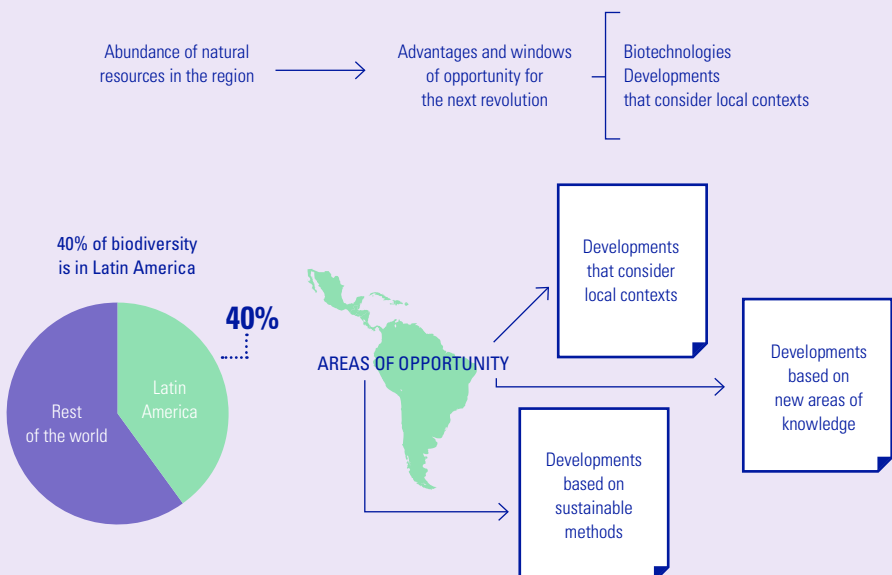 Abundance of natural
resources in the region
Advantages and windows
of opportunity for
the next revolution
Biotechnologies
Developments
that consider local contexts
40% of biodiversity
is in Latin America
40%
Latin
America
Rest
of the world
AREAS OF OPPORTUNITY
Developments
that consider
local contexts
Developments
based on
new areas of
knowledge
Developments
based on
sustainable
methods